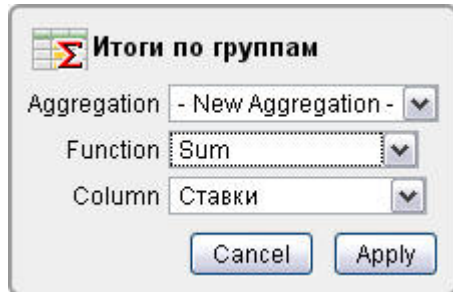 Итоги по группам
Aggregation - New Aggregation -
Function Sum
Column Ставки
Cancel Apply